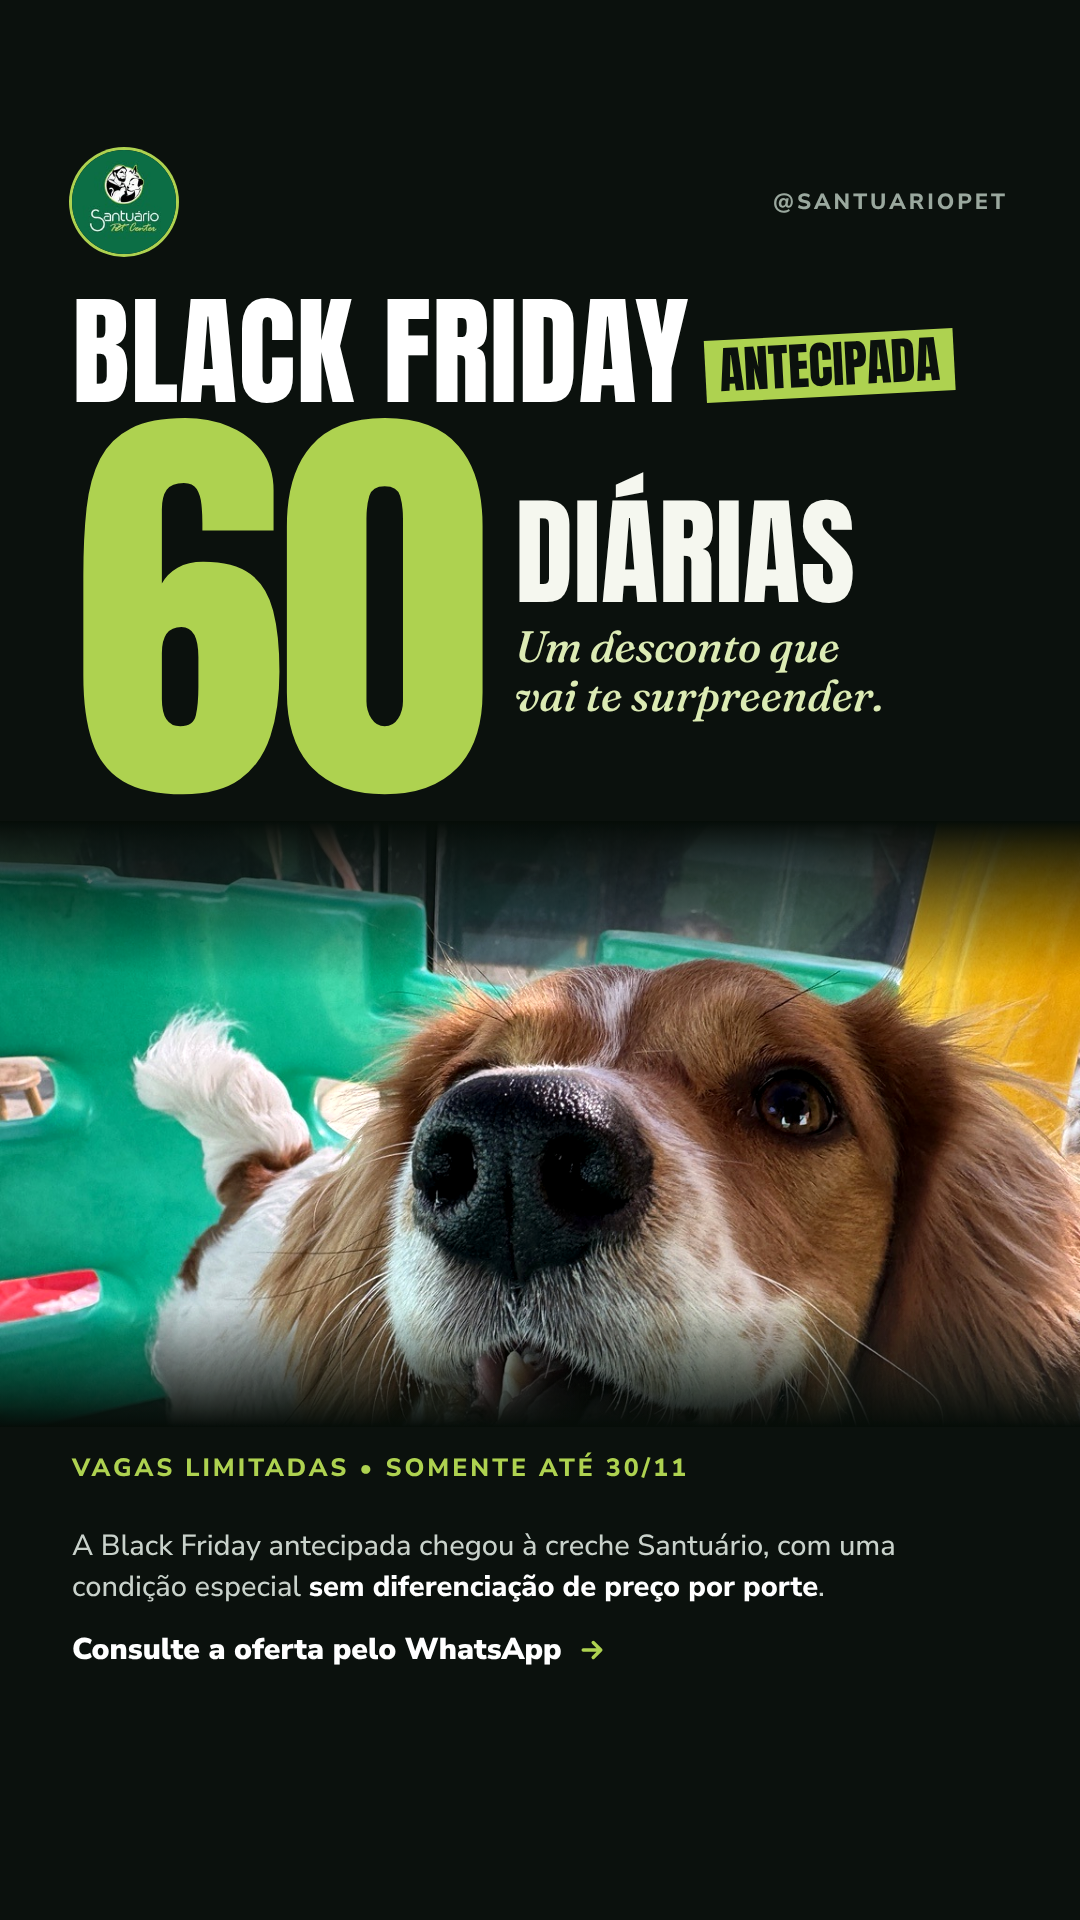 Santuário
Pet Center
@SANTUARIOPET
BLACK FRIDAY ANTECIPADA
60 DIÁRIAS
Um desconto que
vai te surpreender.
VAGAS LIMITADAS • SOMENTE ATÉ 30/11
A Black Friday antecipada chegou à creche Santuário, com uma
condição especial sem diferenciação de preço por porte.
Consulte a oferta pelo WhatsApp →